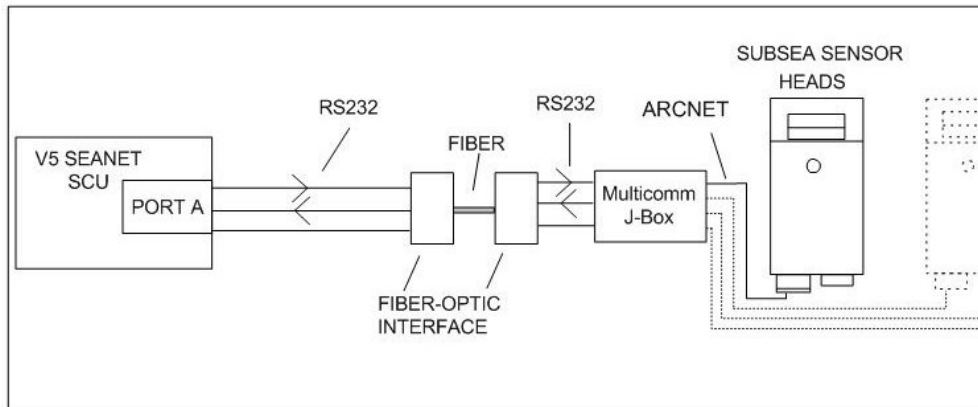 SUBSEA SENSOR
HEADS
RS232
RS232
ARCNET
FIBER
V5 SEANET
SCU
PORT A
Multicomm
J-Box
FIBER-OPTIC
INTERFACE